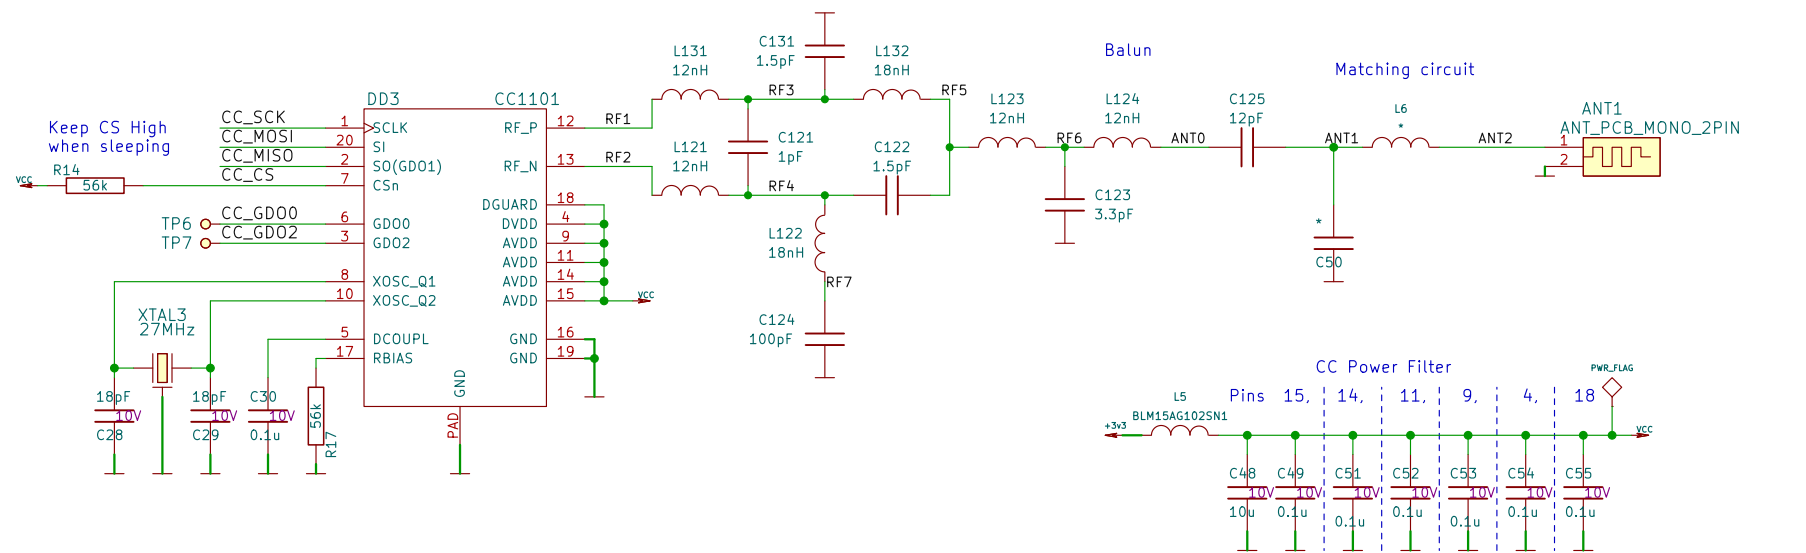 Keep CS High
when sleeping
VCC
R14
56k
CC_SCK
CC_MOSI
CC_MISO
CC_CS
TP6
TP7
CC_GDO0
CC_GDO2
XTAL3
27MHz
18pF
10V
C28
18pF
10V
C29
C30
10V
0.1u
56k
R17
DD3
CC1101
1
SCLK
20
SI
2
SO(GDO1)
7
CSn
6
GDO0
3
GDO2
8
XOSC_Q1
10
XOSC_Q2
5
DCOUPL
17
RBIAS
GND
PAD
RF_P
12
RF_N
13
DGUARD
18
DVDD
4
AVDD
9
AVDD
11
AVDD
14
AVDD
15
GND
16
GND
19
VCC
RF1
RF2
L131
12nH
L121
12nH
C131
1.5pF
RF3
C121
1pF
RF4
L132
18nH
C122
1.5pF
L122
18nH
RF7
C124
100pF
RF5
L123
12nH
RF6
C123
3.3pF
Balun
L124
12nH
ANT0
C125
12pF
Matching circuit
ANT1
L6
*
ANT2
*
C50
ANT1
ANT_PCB_MONO_2PIN
1
2
CC Power Filter
Pins 15, 14, 11, 9, 4, 18
PWR_FLAG
L5
BLM15AG102SN1
+3v3
VCC
C48
10V
10u
C49
10V
0.1u
C51
10V
0.1u
C52
10V
0.1u
C53
10V
0.1u
C54
10V
0.1u
C55
10V
0.1u